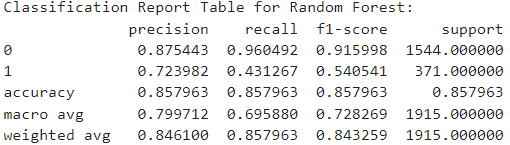 Classification Report Table for Random Forest:
precision recall f1-score support
0 0.875443 0.960492 0.915998 1544.000000
1 0.723982 0.431267 0.540541 371.000000
accuracy 0.857963 0.857963 0.857963 0.857963
macro avg 0.799712 0.695880 0.728269 1915.000000
weighted avg 0.846100 0.857963 0.843259 1915.000000